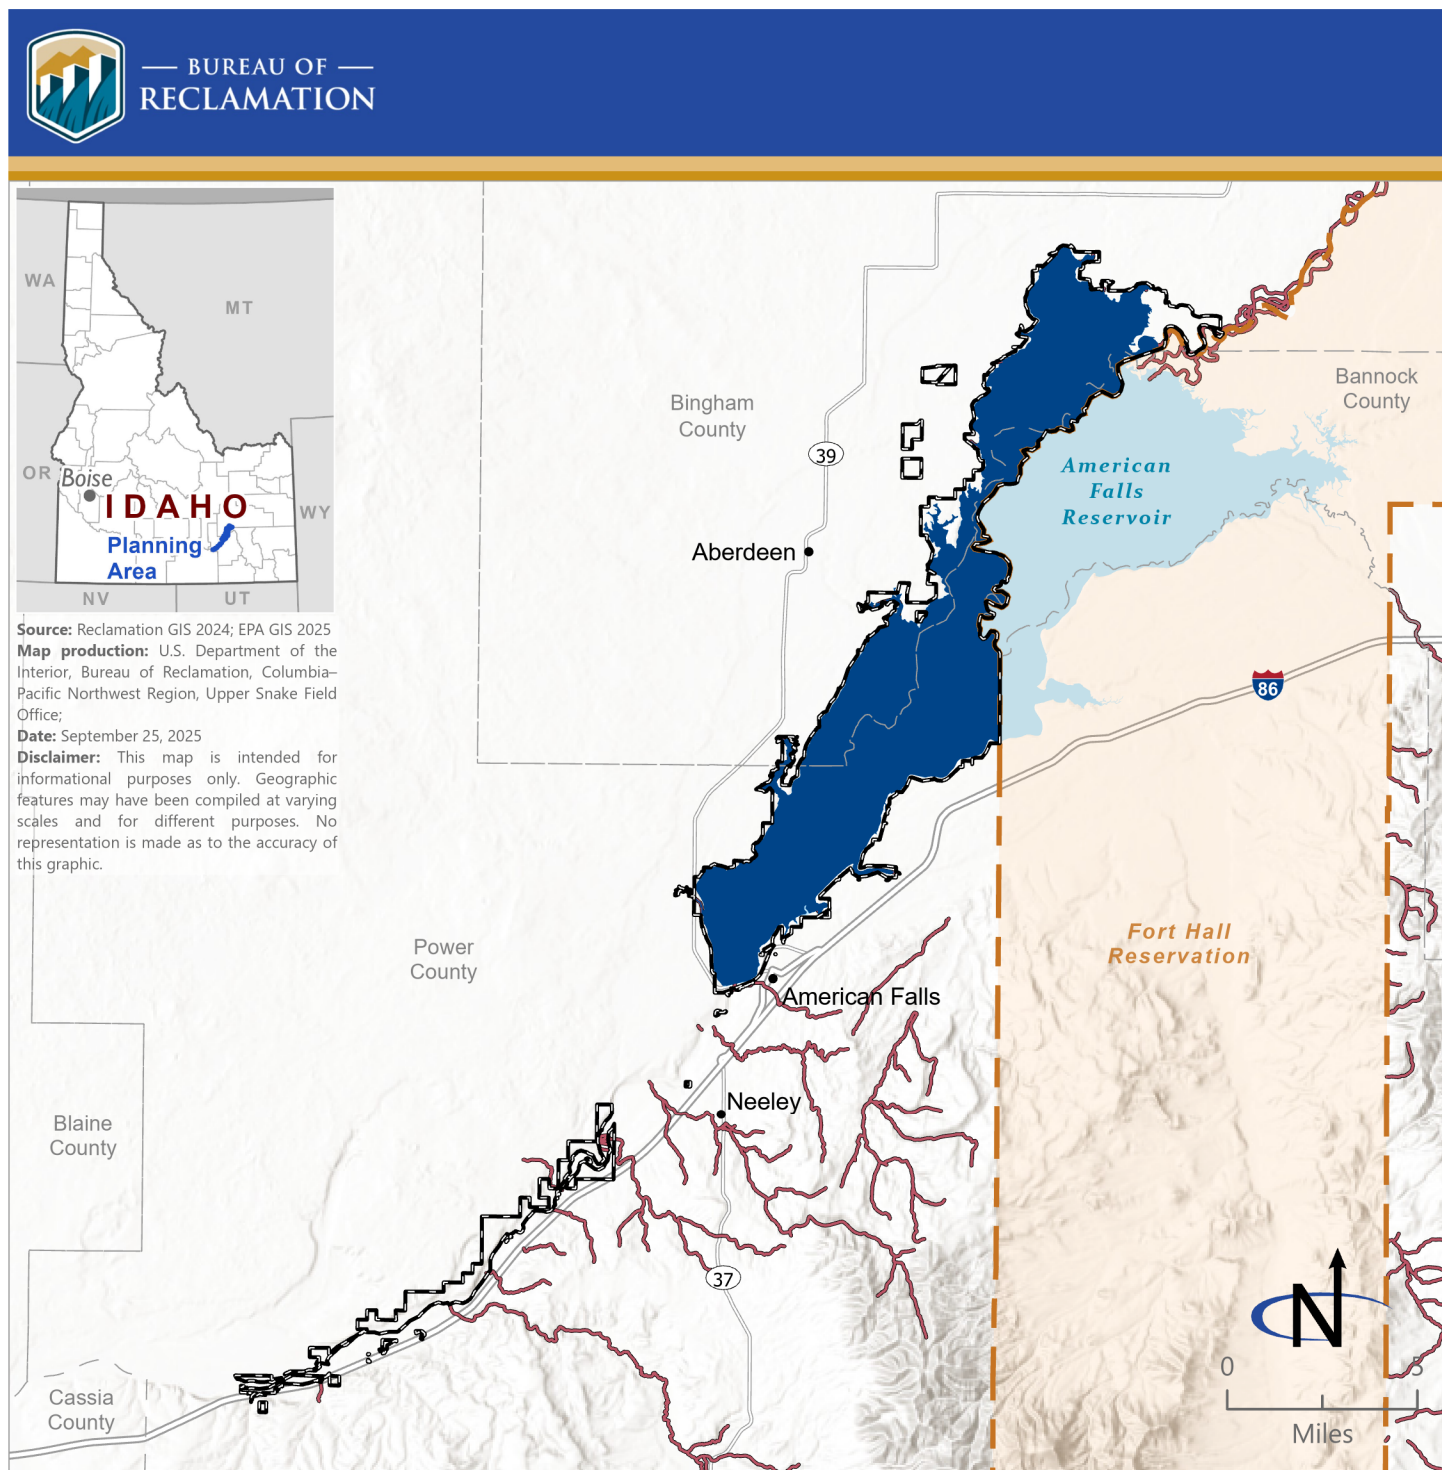 BUREAU OF
RECLAMATION
WA
MT
OR
Boise
IDAHO
WY
Planning
Area
NV
UT
Source: Reclamation GIS 2024; EPA GIS 2025
Map production: U.S. Department of the
Interior, Bureau of Reclamation, Columbia–
Pacific Northwest Region, Upper Snake Field
Office;
Date: September 25, 2025
Disclaimer: This map is intended for
informational purposes only. Geographic
features may have been compiled at varying
scales and for different purposes. No
representation is made as to the accuracy of
this graphic.
Bingham
County
39
Bannock
County
American
Falls
Reservoir
Aberdeen
86
Power
County
Fort Hall
Reservation
American Falls
Neeley
Blaine
County
37
N
0
5
Miles
Cassia
County